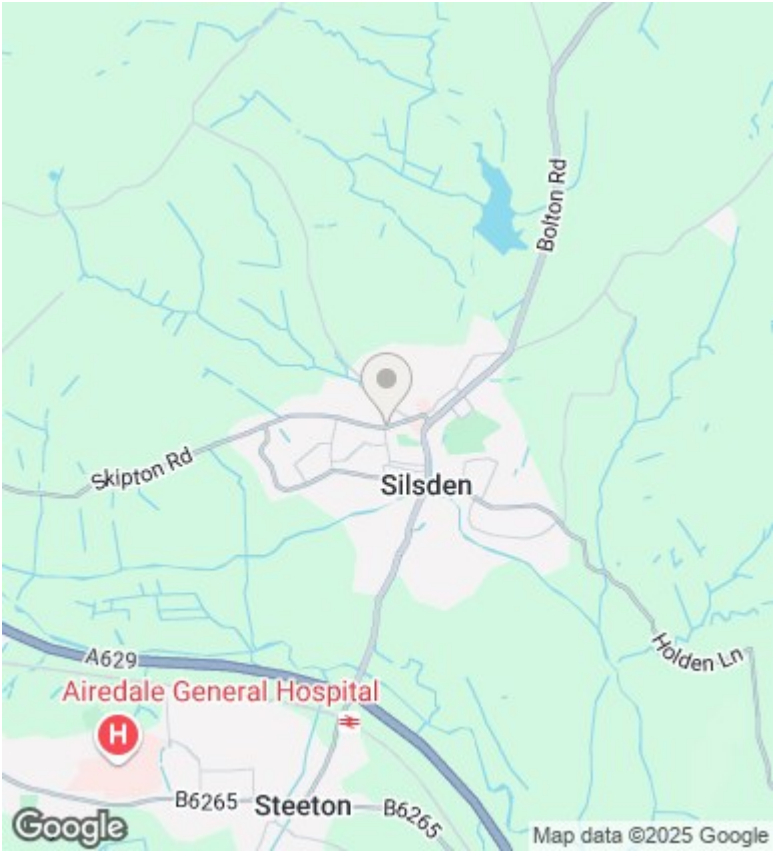 Bolton Rd
Skipton Rd
Silsden
Holden Ln
A629
Airedale General Hospital
H
B6265
Steeton
B6265
Google
Map data ©2025 Google